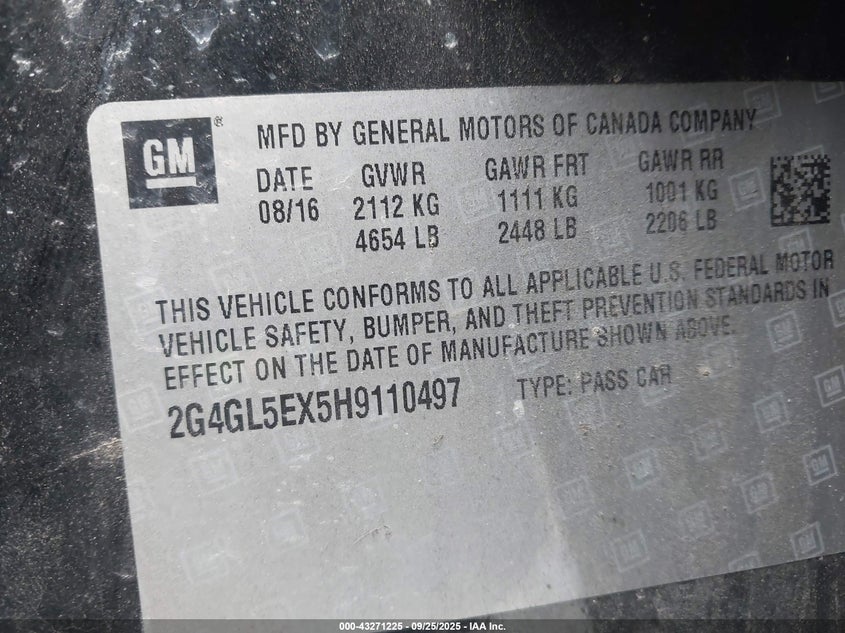 GM®
MFD BY GENERAL MOTORS OF CANADA COMPANY
DATE GVWR GAWR FRT GAWR RR
08/16 2112 KG 1111 KG 1001 KG
4654 LB 2448 LB 2206 LB
THIS VEHICLE CONFORMS TO ALL APPLICABLE U.S. FEDERAL MOTOR
VEHICLE SAFETY, BUMPER, AND THEFT PREVENTION STANDARDS IN
EFFECT ON THE DATE OF MANUFACTURE SHOWN ABOVE.
2G4GL5EX5H9110497 TYPE: PASS CAR
000-43271225 - 09/25/2025 - IAA Inc.